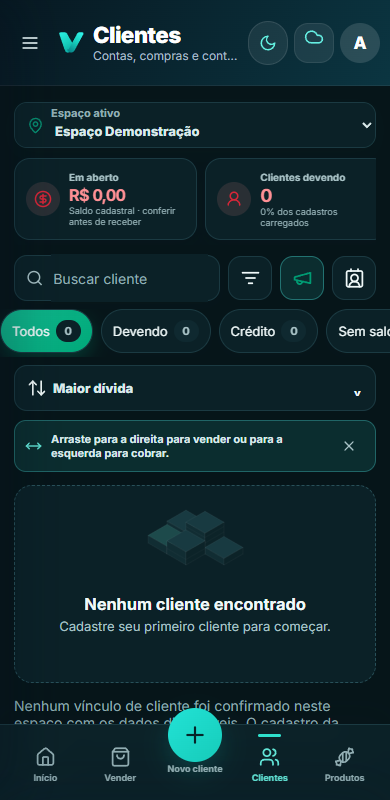 Clientes
Contas, compras e cont...
A
Espaço ativo
Espaço Demonstração
Em aberto
R$ 0,00
Saldo cadastral · conferir
antes de receber
Clientes devendo
0
0% dos cadastros
carregados
Buscar cliente
Todos 0
Devendo 0
Crédito 0
Sem sald
Maior dívida
Arraste para a direita para vender ou para a
esquerda para cobrar.
Nenhum cliente encontrado
Cadastre seu primeiro cliente para começar.
Nenhum vínculo de cliente foi confirmado neste
espaço com os dados O cadastro da
Início
Vender
Novo cliente
Clientes
Produtos